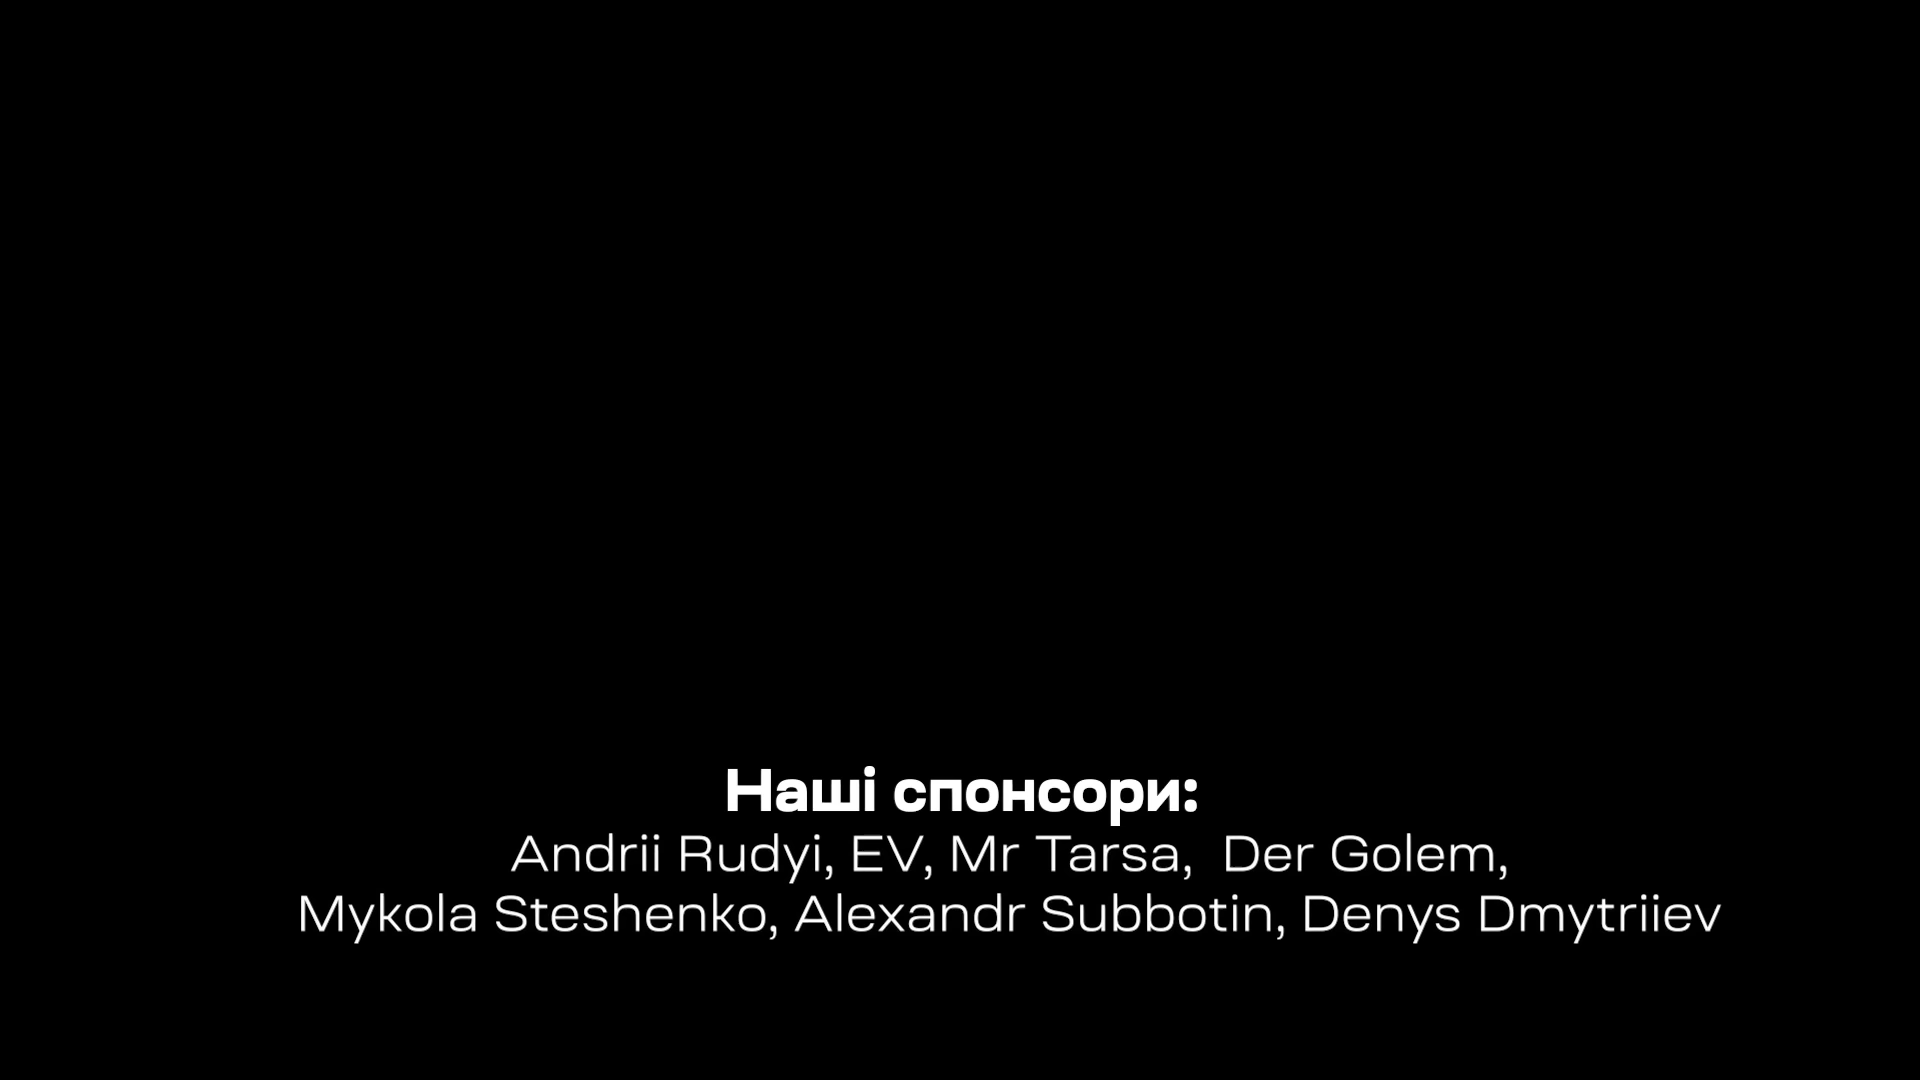 Наші спонсори:
Andrii Rudyi, EV, Mr Tarsa,  Der Golem,
Mykola Steshenko, Alexandr Subbotin, Denys Dmytriiev